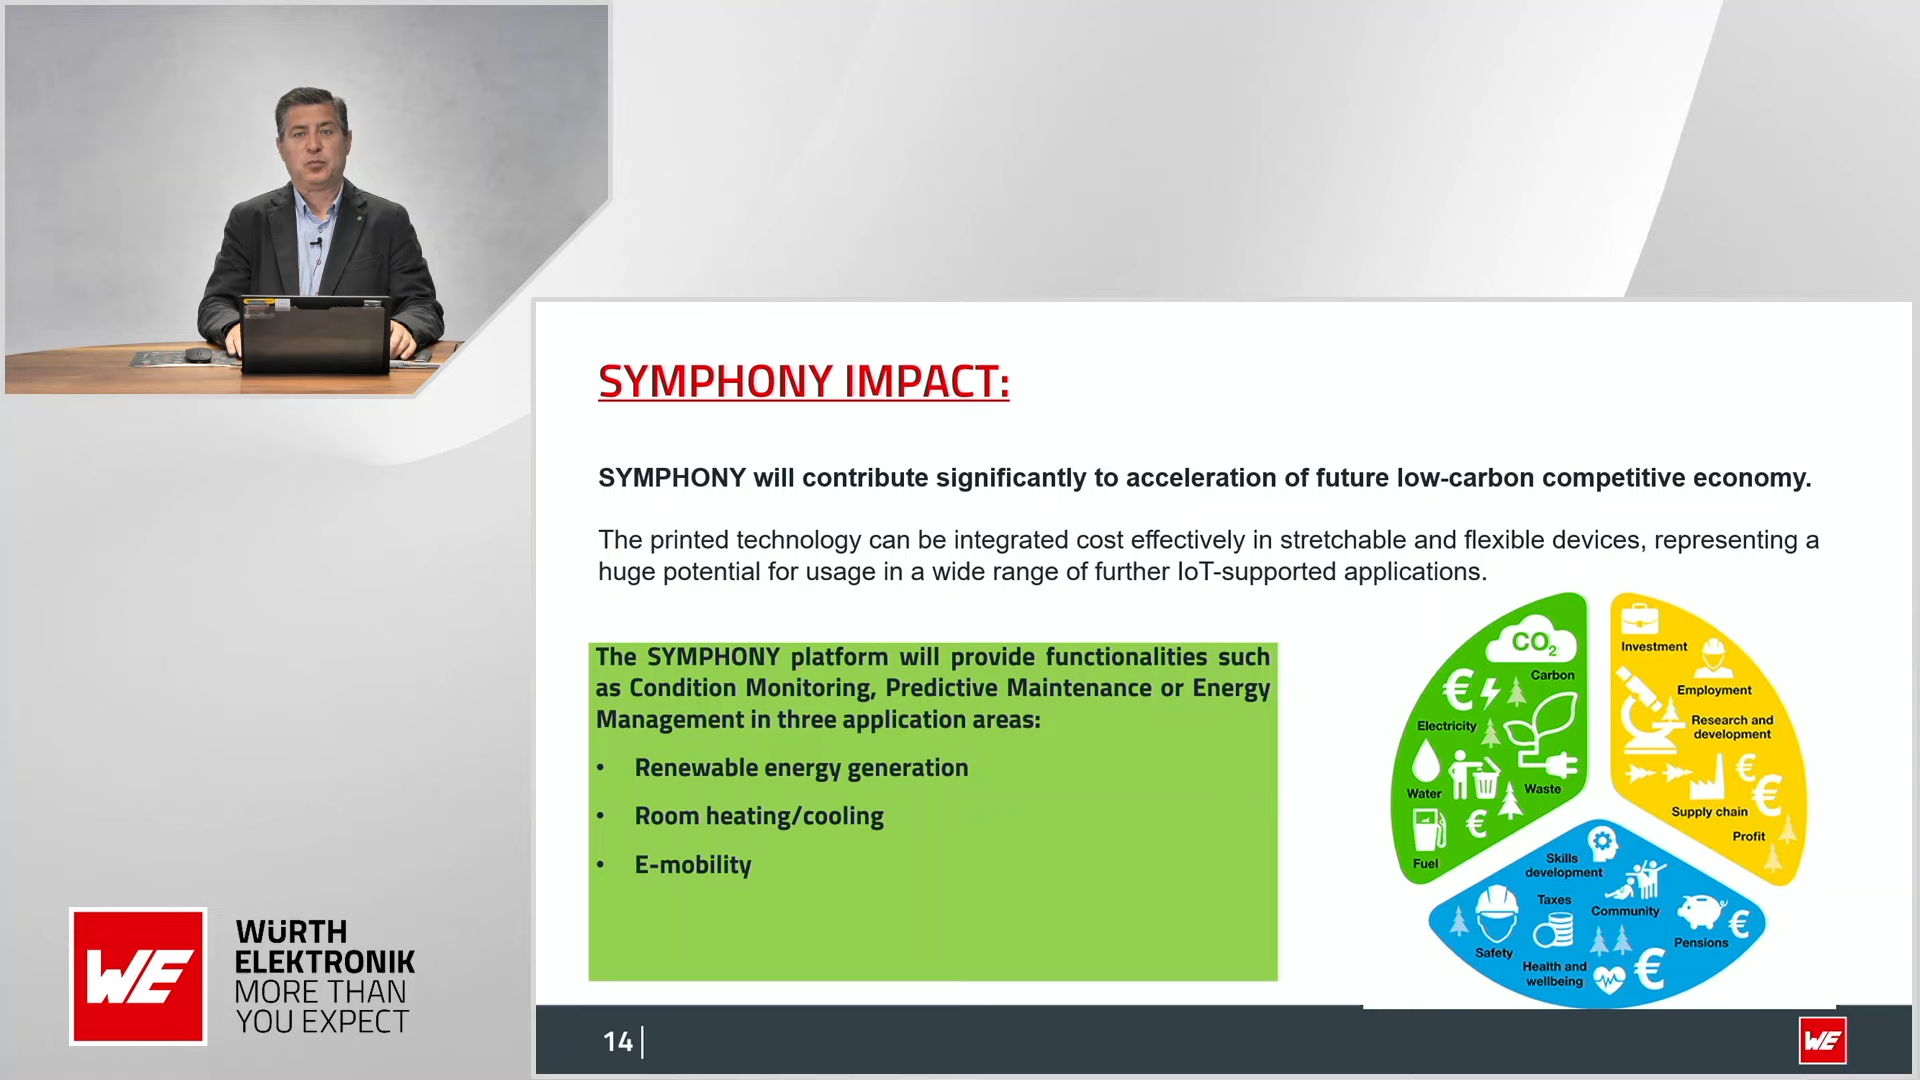 SYMPHONY IMPACT:
SYMPHONY will contribute significantly to acceleration of future low-carbon competitive economy.
The printed technology can be integrated cost effectively in stretchable and flexible devices, representing a
huge potential for usage in a wide range of further IoT-supported applications.
The SYMPHONY platform will provide functionalities such
as Condition Monitoring, Predictive Maintenance or Energy
Management in three application areas:
• Renewable energy generation
• Room heating/cooling
• E-mobility
CO2
Carbon
€
Electricity
Water
Waste
€
Fuel
Investment
Employment
Research and
development
€
€
Supply chain
Profit
Skills
development
Taxes
Community
€
Pensions
Safety
Health and
wellbeing
€
WE
WÜRTH
ELEKTRONIK
MORE THAN
YOU EXPECT
14
WE